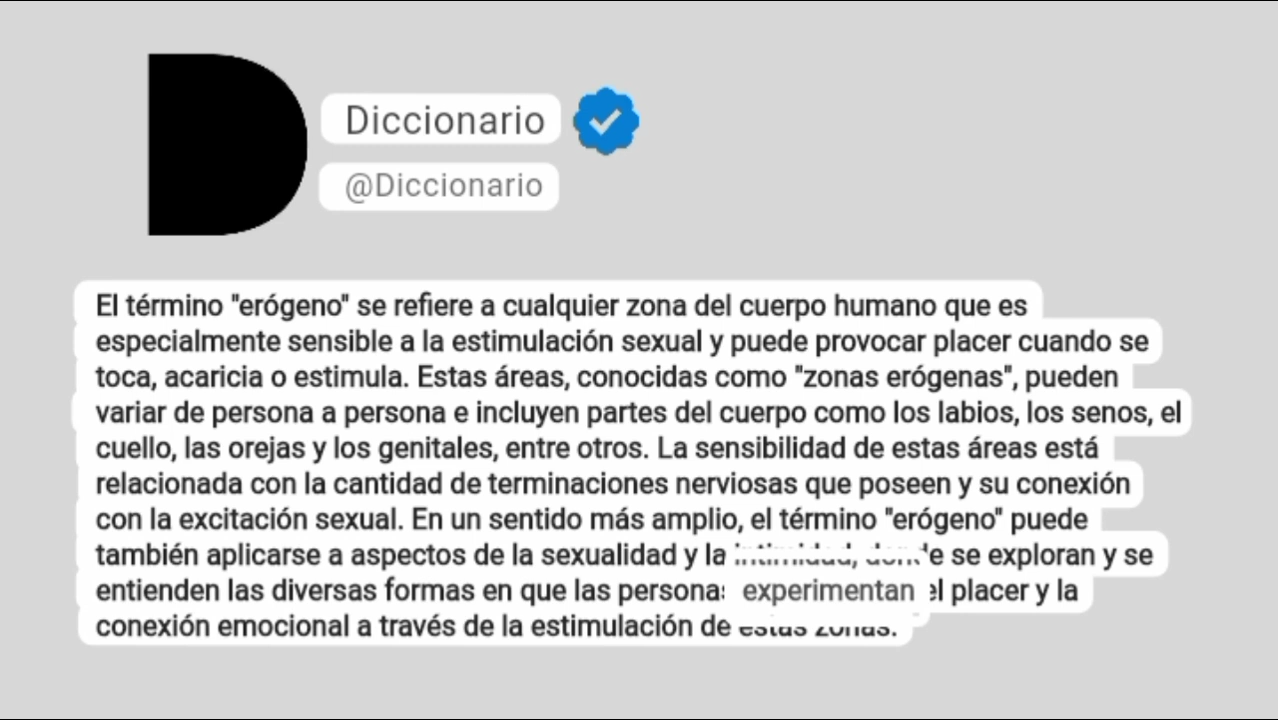 Diccionario
@Diccionario
El término "erógeno" se refiere a cualquier zona del cuerpo humano que es
especialmente sensible a la estimulación sexual y puede provocar placer cuando se
toca, acaricia o estimula. Estas áreas, conocidas como "zonas erógenas", pueden
variar de persona a persona e incluyen partes del cuerpo como los labios, los senos, el
cuello, las orejas y los genitales, entre otros. La sensibilidad de estas áreas está
relacionada con la cantidad de terminaciones nerviosas que poseen y su conexión
con la excitación sexual. En un sentido más amplio, el término "erógeno" puede
también aplicarse a aspectos de la sexualidad y la intimidad, donde se exploran y se
entienden las diversas formas en que las personas experimentan el placer y la
conexión emocional a través de la estimulación de estas zonas.